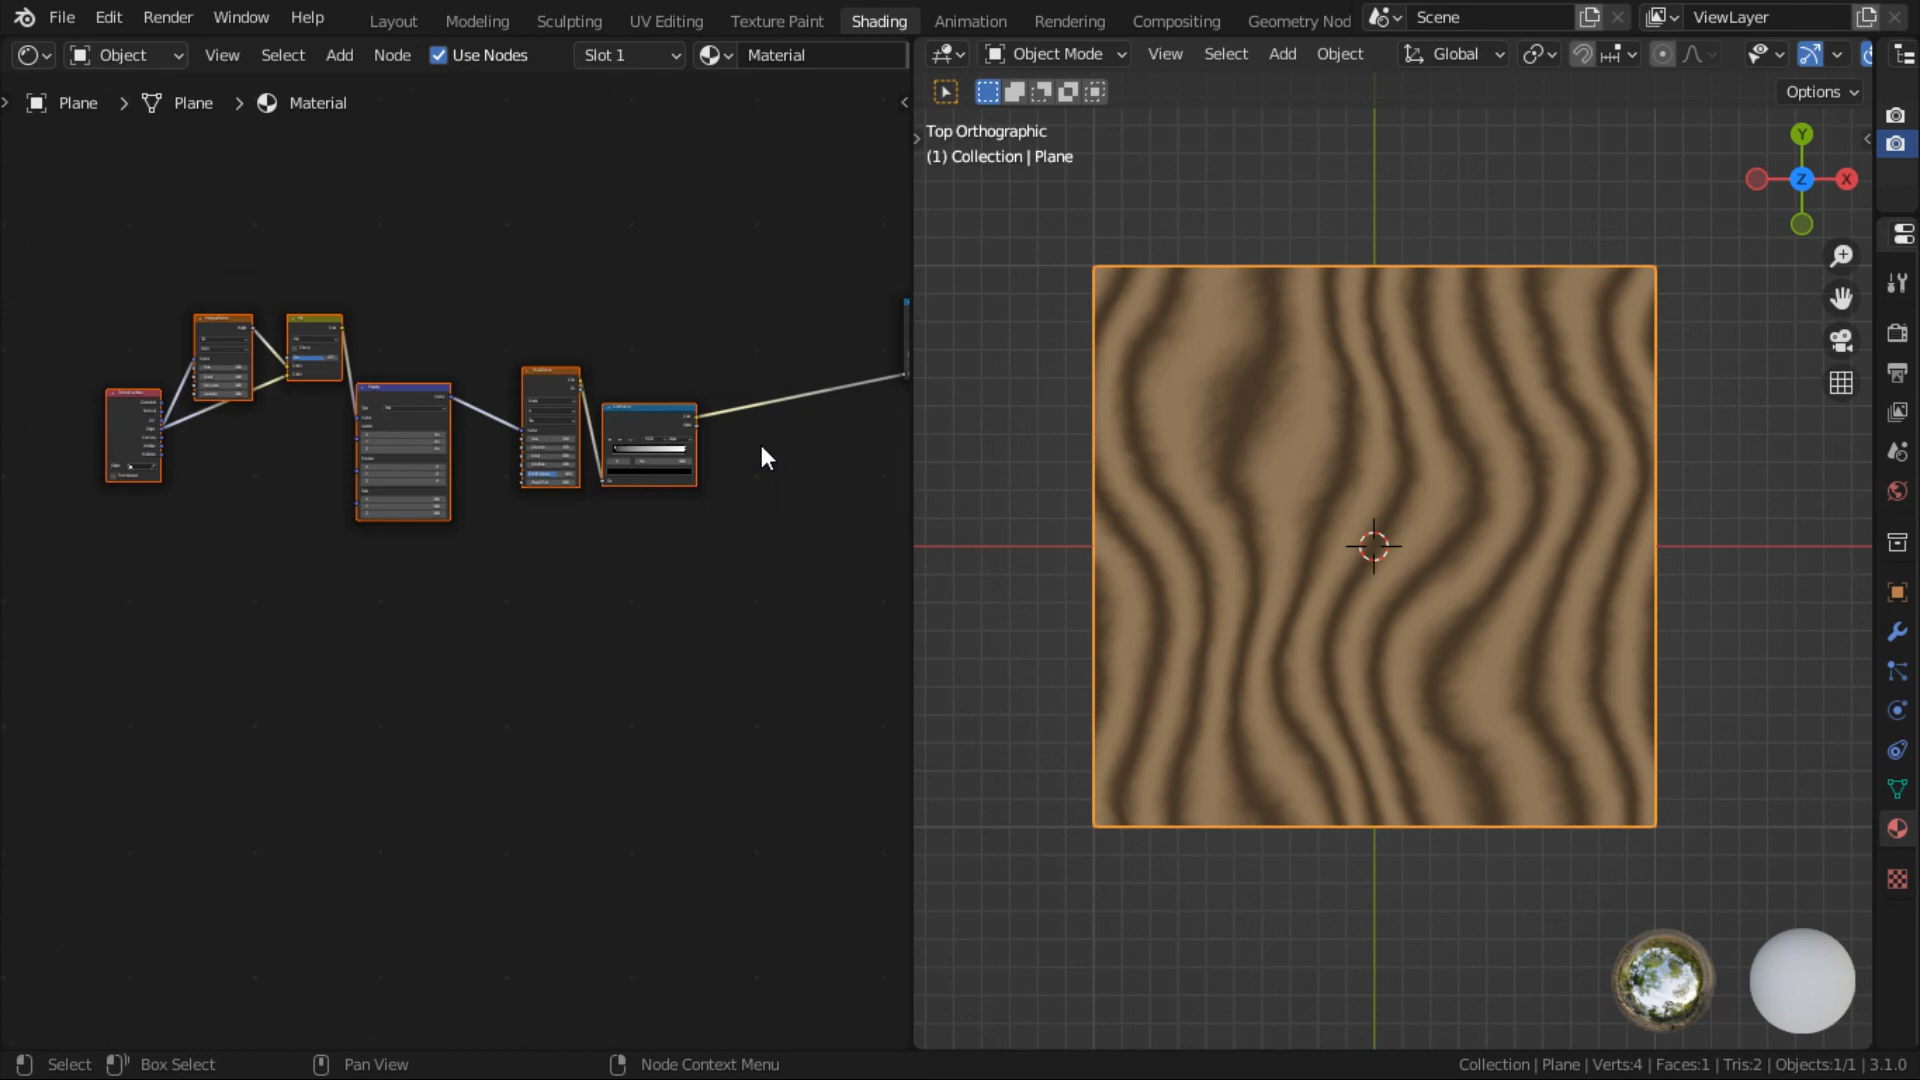 File Edit Render Window Help
Layout Modeling Sculpting UV Editing Texture Paint Shading Animation Rendering Compositing Geometry Nod
Scene
ViewLayer
Object View Select Add Node Use Nodes Slot 1 Material
Object Mode View Select Add Object Global
Plane Plane Material
Options
Top Orthographic
(1) Collection | Plane
Y
X
Z
Select Box Select Pan View Node Context Menu
Collection | Plane | Verts:4 | Faces:1 | Tris:2 | Objects:1/1 | 3.1.0